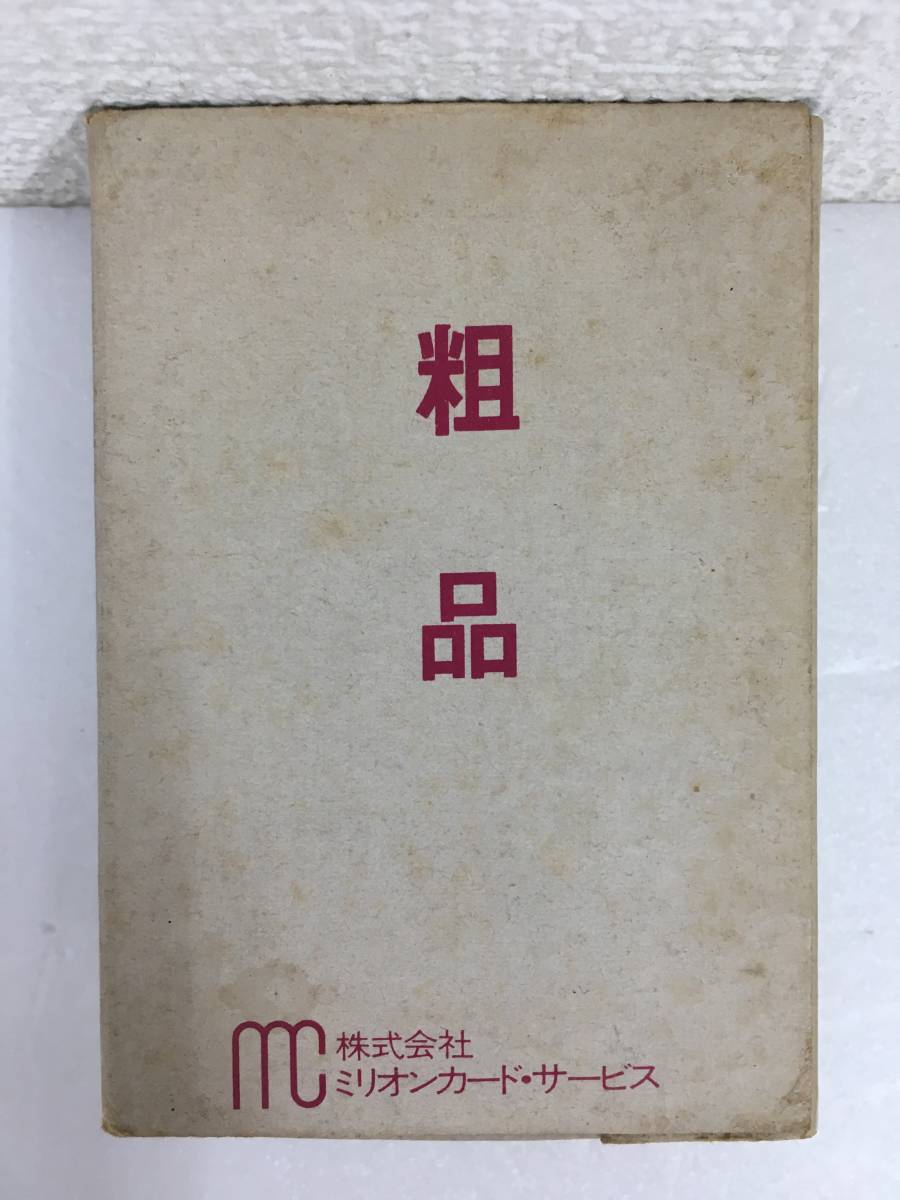 粗品
mc
株式会社
ミリオンカード・サービス